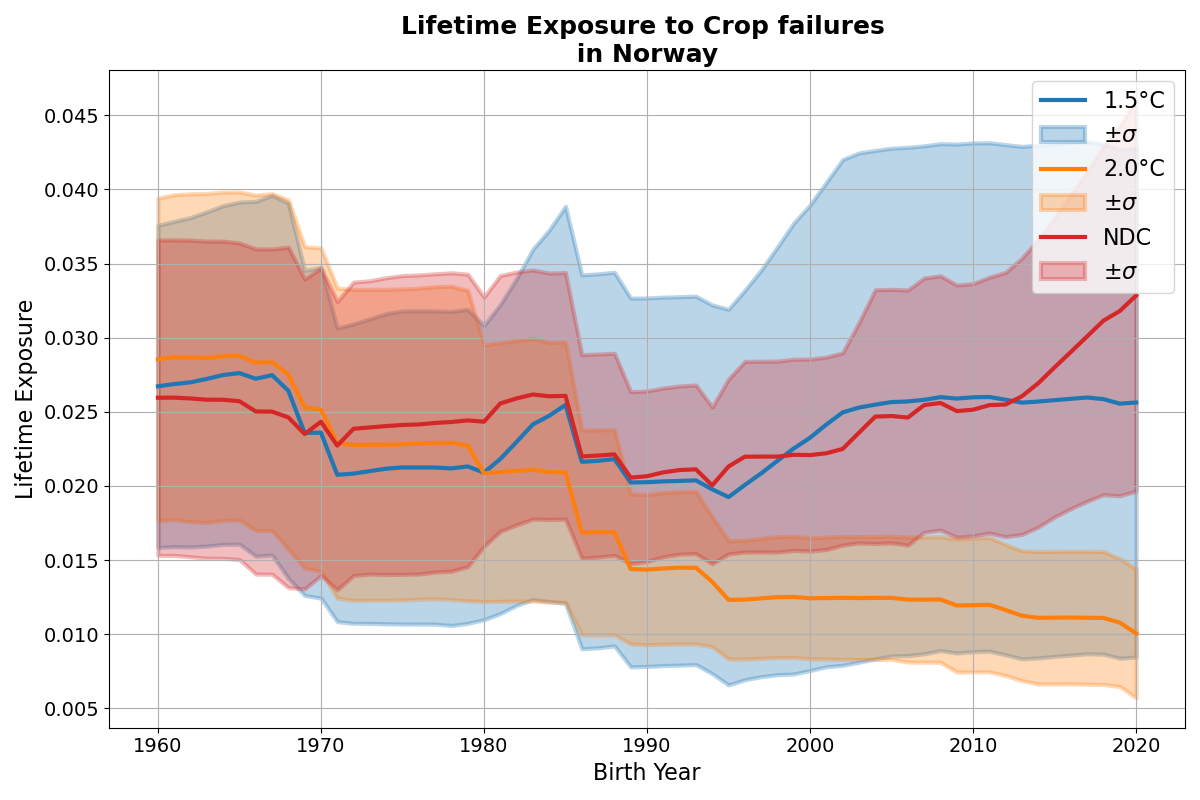 Lifetime Exposure to Crop failures
in Norway
Lifetime Exposure
0.045
0.040
0.035
0.030
0.025
0.020
0.015
0.010
0.005
1960
1970
1980
1990
2000
2010
2020
Birth Year
1.5°C
±σ
2.0°C
±σ
NDC
±σ